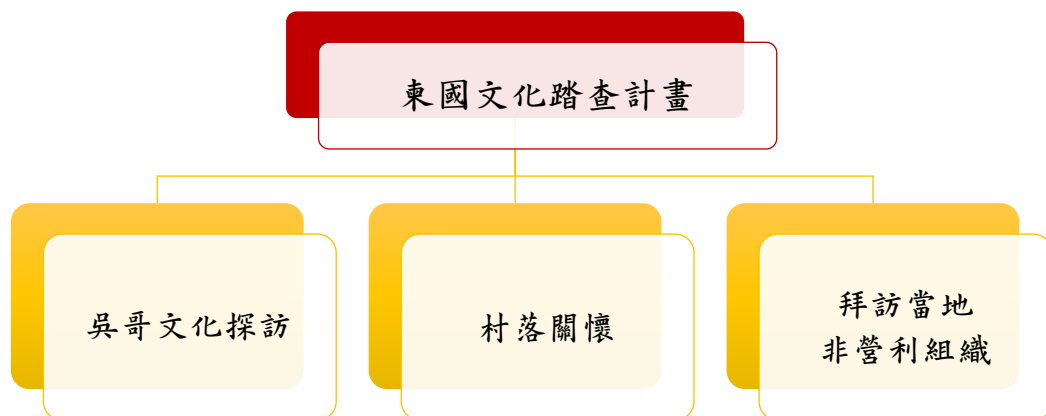 柬國文化踏查計畫
吳哥文化探訪
村落關懷
拜訪當地
非營利組織